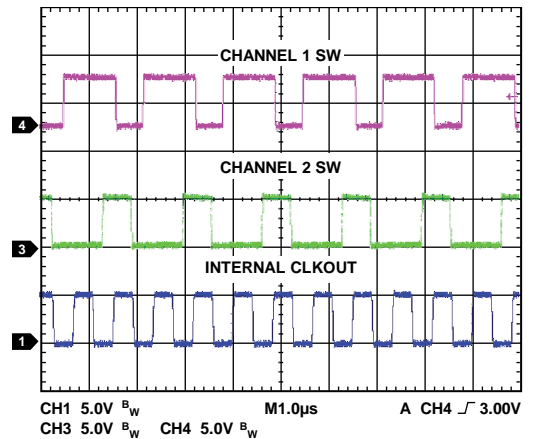 CHANNEL 1 SW
4
CHANNEL 2 SW
3
INTERNAL CLKOUT
1
CH1 5.0V BW M1.0µs A CH4 3.00V
CH3 5.0V BW CH4 5.0V BW